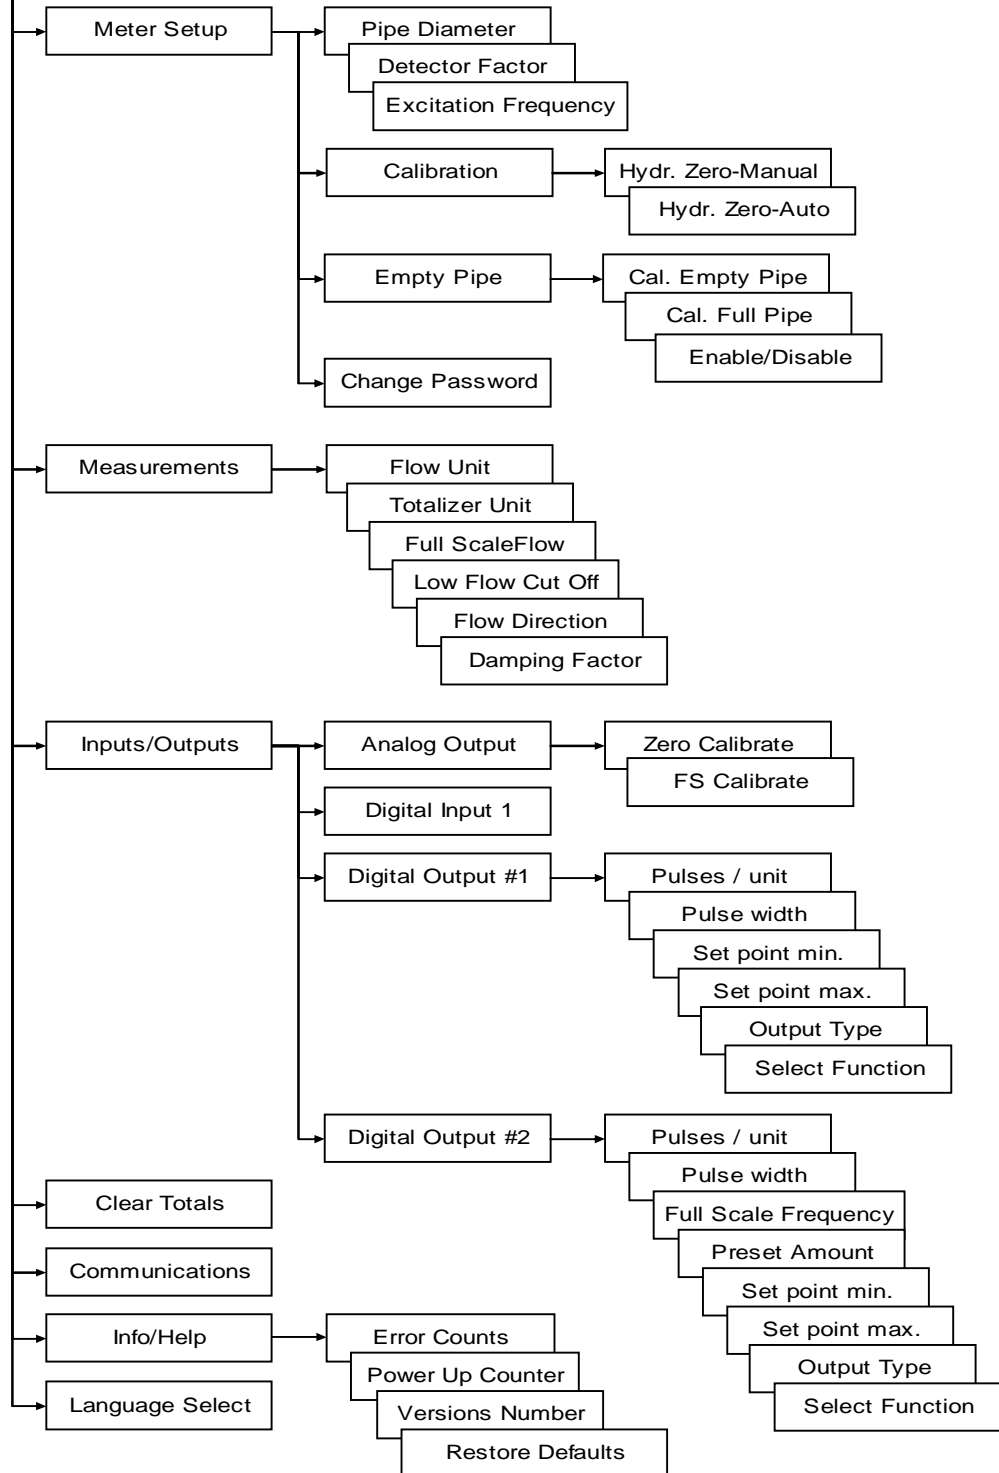 Meter Setup
Pipe Diameter
Detector Factor
Excitation Frequency
Calibration
Hydr. Zero-Manual
Hydr. Zero-Auto
Empty Pipe
Cal. Empty Pipe
Cal. Full Pipe
Enable/Disable
Change Password
Measurements
Flow Unit
Totalizer Unit
Full ScaleFlow
Low Flow Cut Off
Flow Direction
Damping Factor
Inputs/Outputs
Analog Output
Zero Calibrate
FS Calibrate
Digital Input 1
Digital Output #1
Pulses / unit
Pulse width
Set point min.
Set point max.
Output Type
Select Function
Digital Output #2
Pulses / unit
Pulse width
Full Scale Frequency
Preset Amount
Set point min.
Set point max.
Output Type
Select Function
Clear Totals
Communications
Info/Help
Error Counts
Power Up Counter
Versions Number
Restore Defaults
Language Select